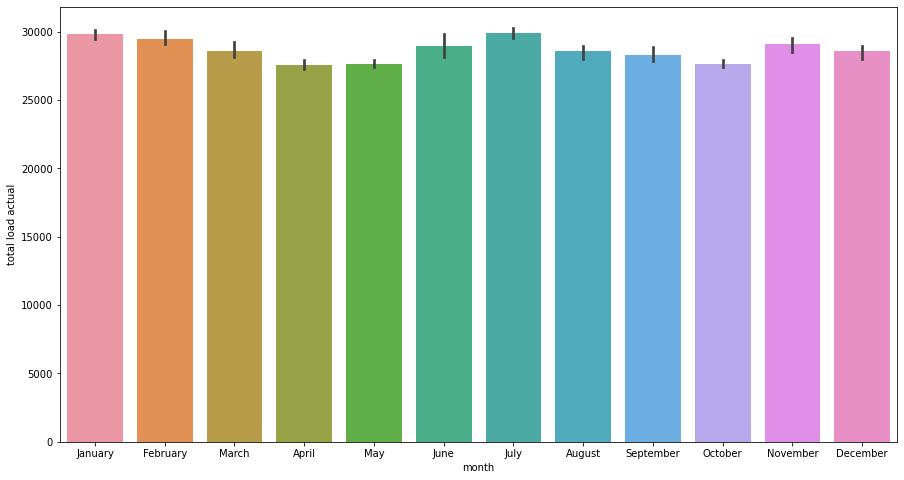 30000
25000
20000
15000
10000
5000
0
total load actual
January February March April May June July August September October November December
month